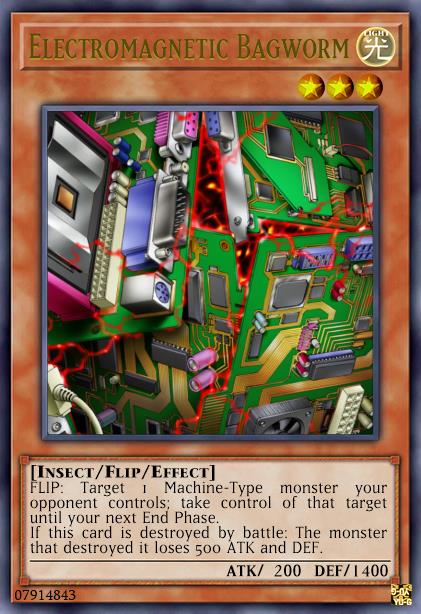 Electromagnetic Bagworm
LIGHT
光
[Insect/Flip/Effect]
FLIP: Target 1 Machine-Type monster your
opponent controls; take control of that target
until your next End Phase.
If this card is destroyed by battle: The monster
that destroyed it loses 500 ATK and DEF.
ATK/ 200 DEF/1400
07914843